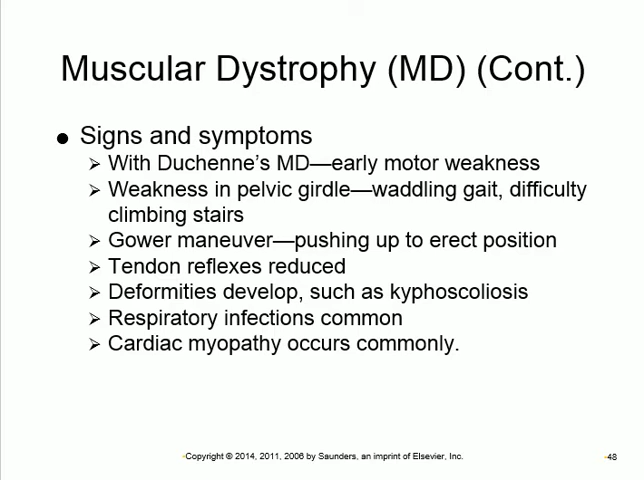 Muscular Dystrophy (MD) (Cont.)
● Signs and symptoms
➢ With Duchenne's MD—early motor weakness
➢ Weakness in pelvic girdle—waddling gait, difficulty
climbing stairs
➢ Gower maneuver—pushing up to erect position
➢ Tendon reflexes reduced
➢ Deformities develop, such as kyphoscoliosis
➢ Respiratory infections common
➢ Cardiac myopathy occurs commonly.
•Copyright © 2014, 2011, 2006 by Saunders, an imprint of Elsevier, Inc.
•48